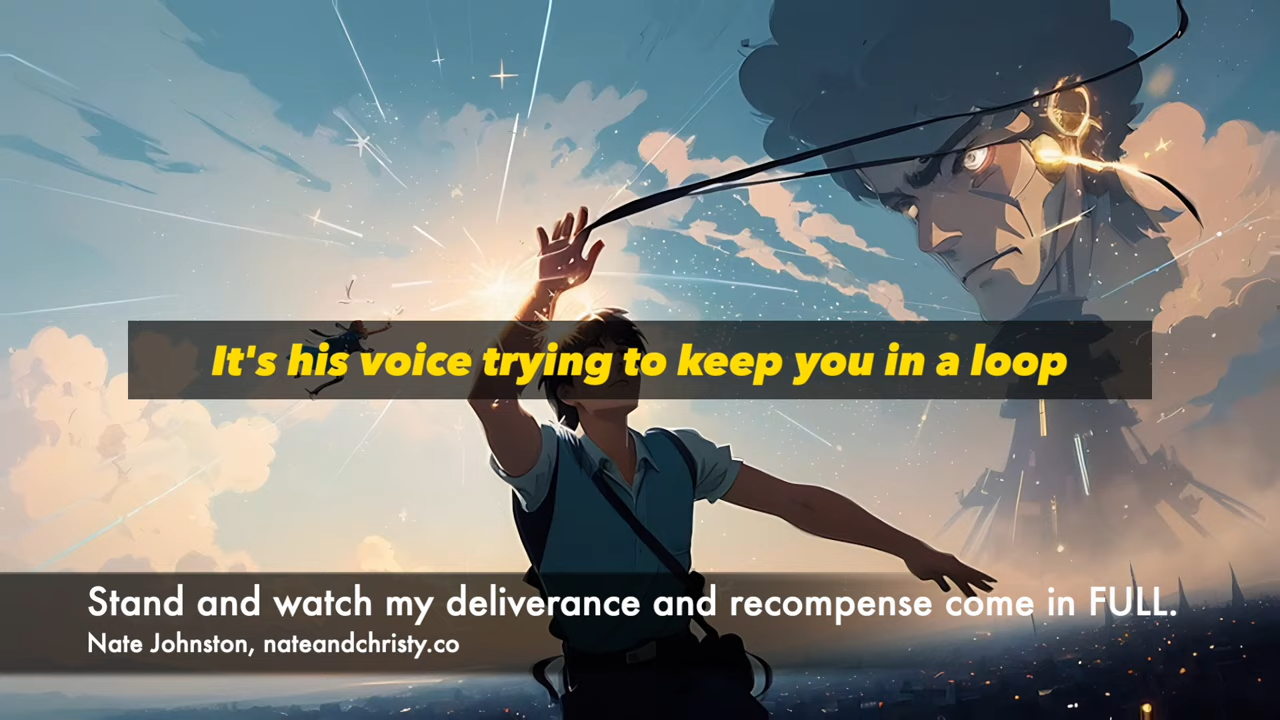 It's his voice trying to keep you in a loop
Stand and watch my deliverance and recompense come in FULL.
Nate Johnston, nateandchristy.co